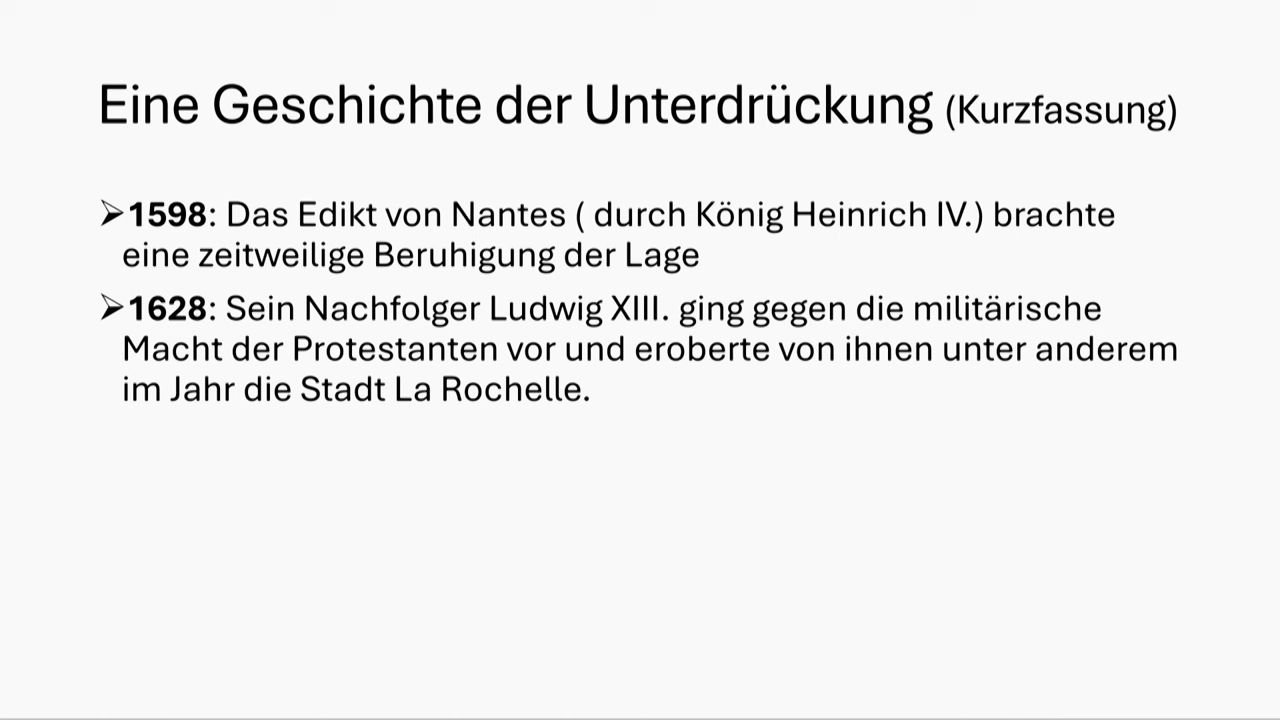 Eine Geschichte der Unterdrückung (Kurzfassung)
➢1598: Das Edikt von Nantes ( durch König Heinrich IV.) brachte
eine zeitweilige Beruhigung der Lage
➢1628: Sein Nachfolger Ludwig XIII. ging gegen die militärische
Macht der Protestanten vor und eroberte von ihnen unter anderem
im Jahr die Stadt La Rochelle.